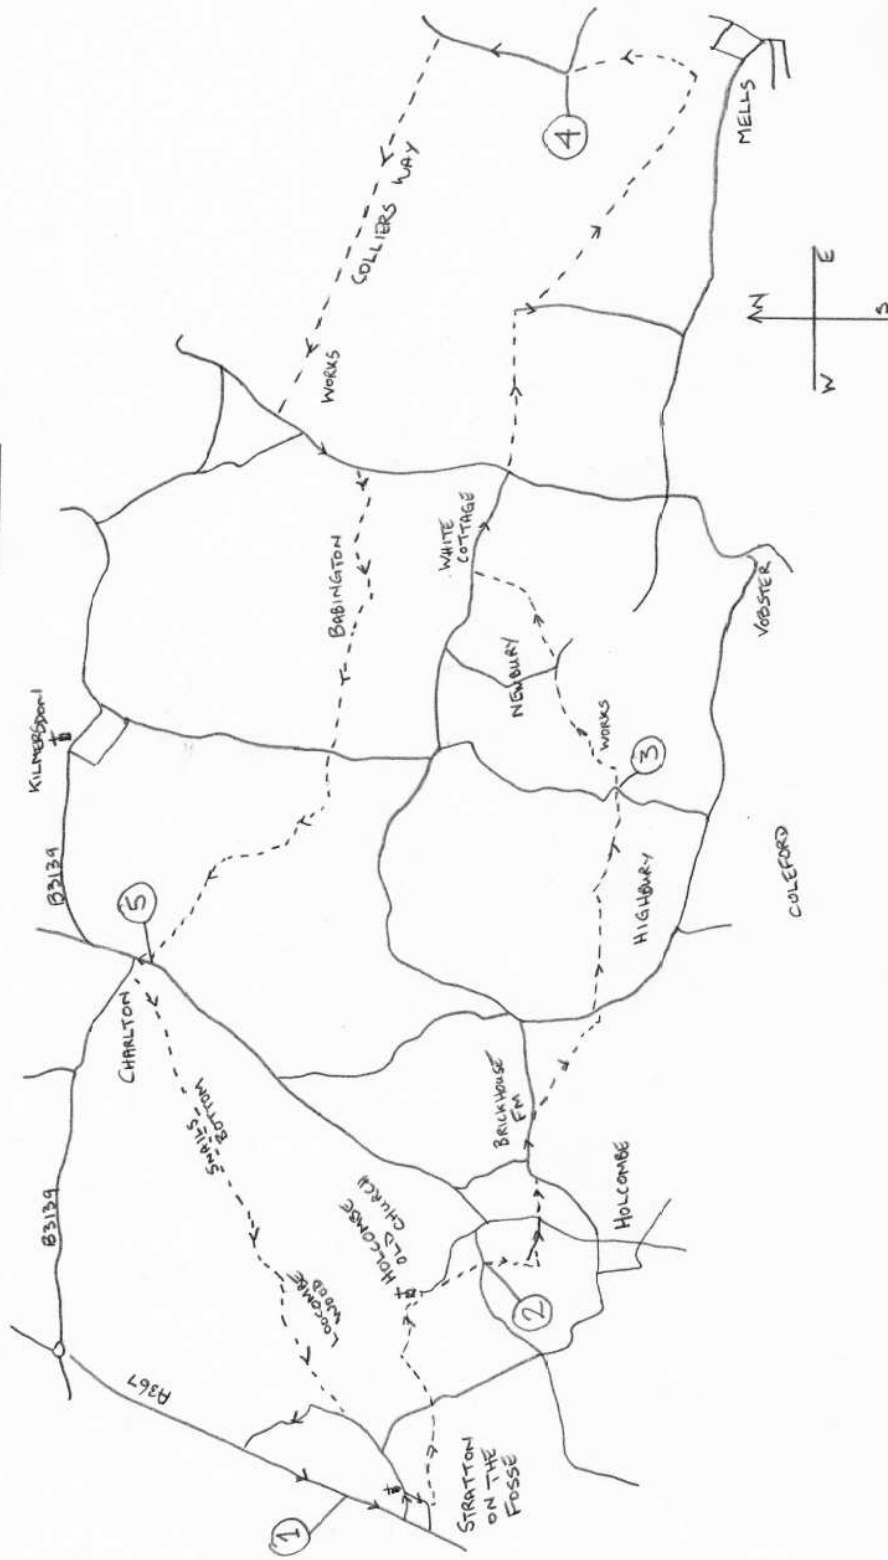 1
A367
B3139
STRATTON
ON THE
FOSSE
LOOCOMBE
WOOD
SNAILS-
BOTTOM
HOLCOMBE
OLD CHURCH
2
HOLCOMBE
BRICKHOUSE
FM
CHARLTON
5
B3139
KILMERSDON
HIGHBURY
COLEFORD
3
WORKS
NEWBURY
WHITE
COTTAGE
BABINGTON
VOBSTER
WORKS
COLLIERS WAY
4
MELLS
N
W
E
S